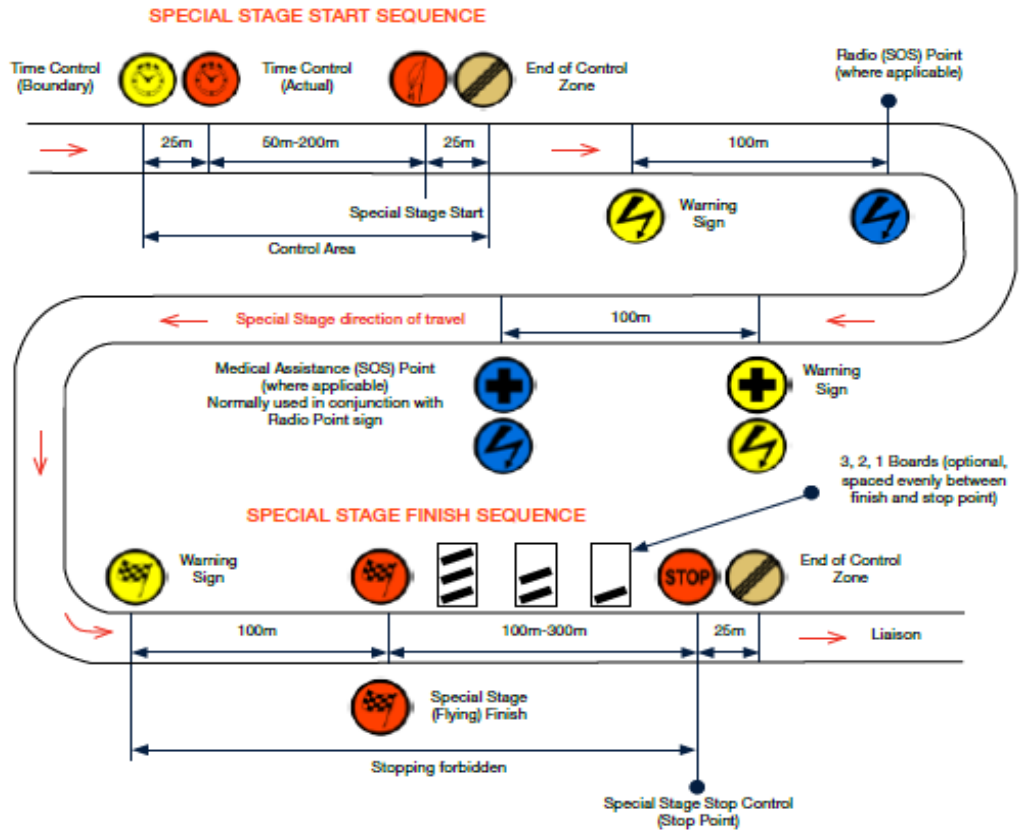 SPECIAL STAGE START SEQUENCE
Time Control
(Boundary)
Time Control
(Actual)
End of Control
Zone
Radio (SOS) Point
(where applicable)
25m
50m-200m
25m
100m
Special Stage Start
Control Area
Warning
Sign
Special Stage direction of travel
100m
Medical Assistance (SOS) Point
(where applicable)
Normally used in conjunction with
Radio Point sign
Warning
Sign
3, 2, 1 Boards (optional,
spaced evenly between
finish and stop point)
SPECIAL STAGE FINISH SEQUENCE
Warning
Sign
STOP
End of Control
Zone
100m
100m-300m
25m
Liaison
Special Stage
(Flying) Finish
Stopping forbidden
Special Stage Stop Control
(Stop Point)